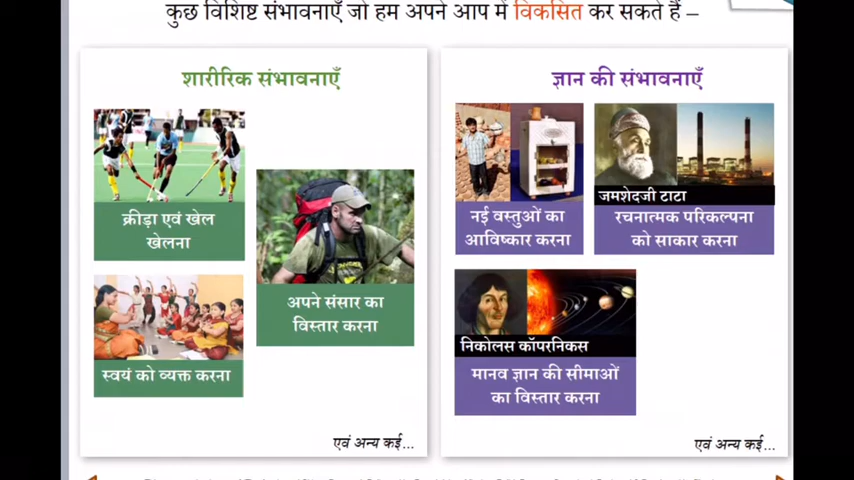 कुछ विशिष्ट संभावनाएँ जो हम अपने आप में विकसित कर सकते हैं –
शारीरिक संभावनाएँ
क्रीड़ा एवं खेल
खेलना
अपने संसार का
विस्तार करना
स्वयं को व्यक्त करना
एवं अन्य कई...
ज्ञान की संभावनाएँ
नई वस्तुओं का
आविष्कार करना
जमशेदजी टाटा
रचनात्मक परिकल्पना
को साकार करना
निकोलस कॉपरनिकस
मानव ज्ञान की सीमाओं
का विस्तार करना
एवं अन्य कई...